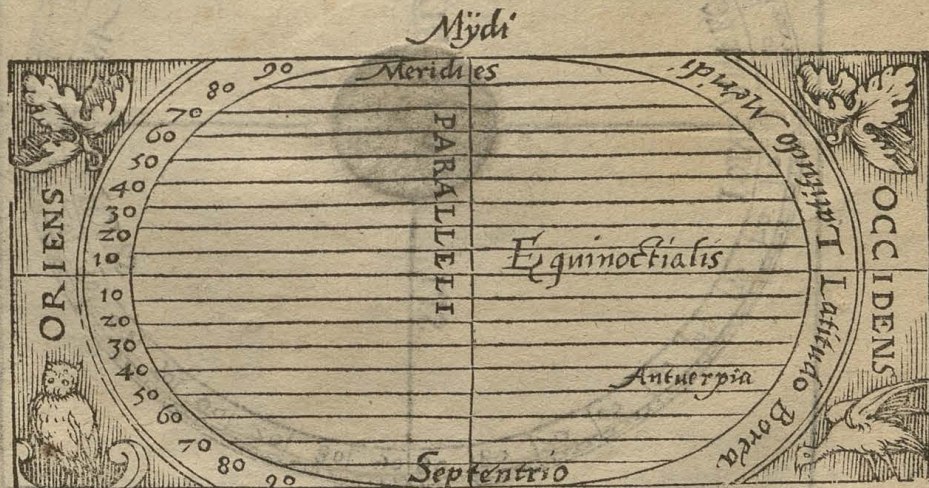 Mÿdi
Meridies
90
80
70
60
50
40
30
20
10
10
20
30
40
50
60
70
80
90
PARALLELI
Equinoctialis
Antuerpia
Septentrio
ORIENS
OCCIDENS
Latitudo Meridi
Latitudo Borea